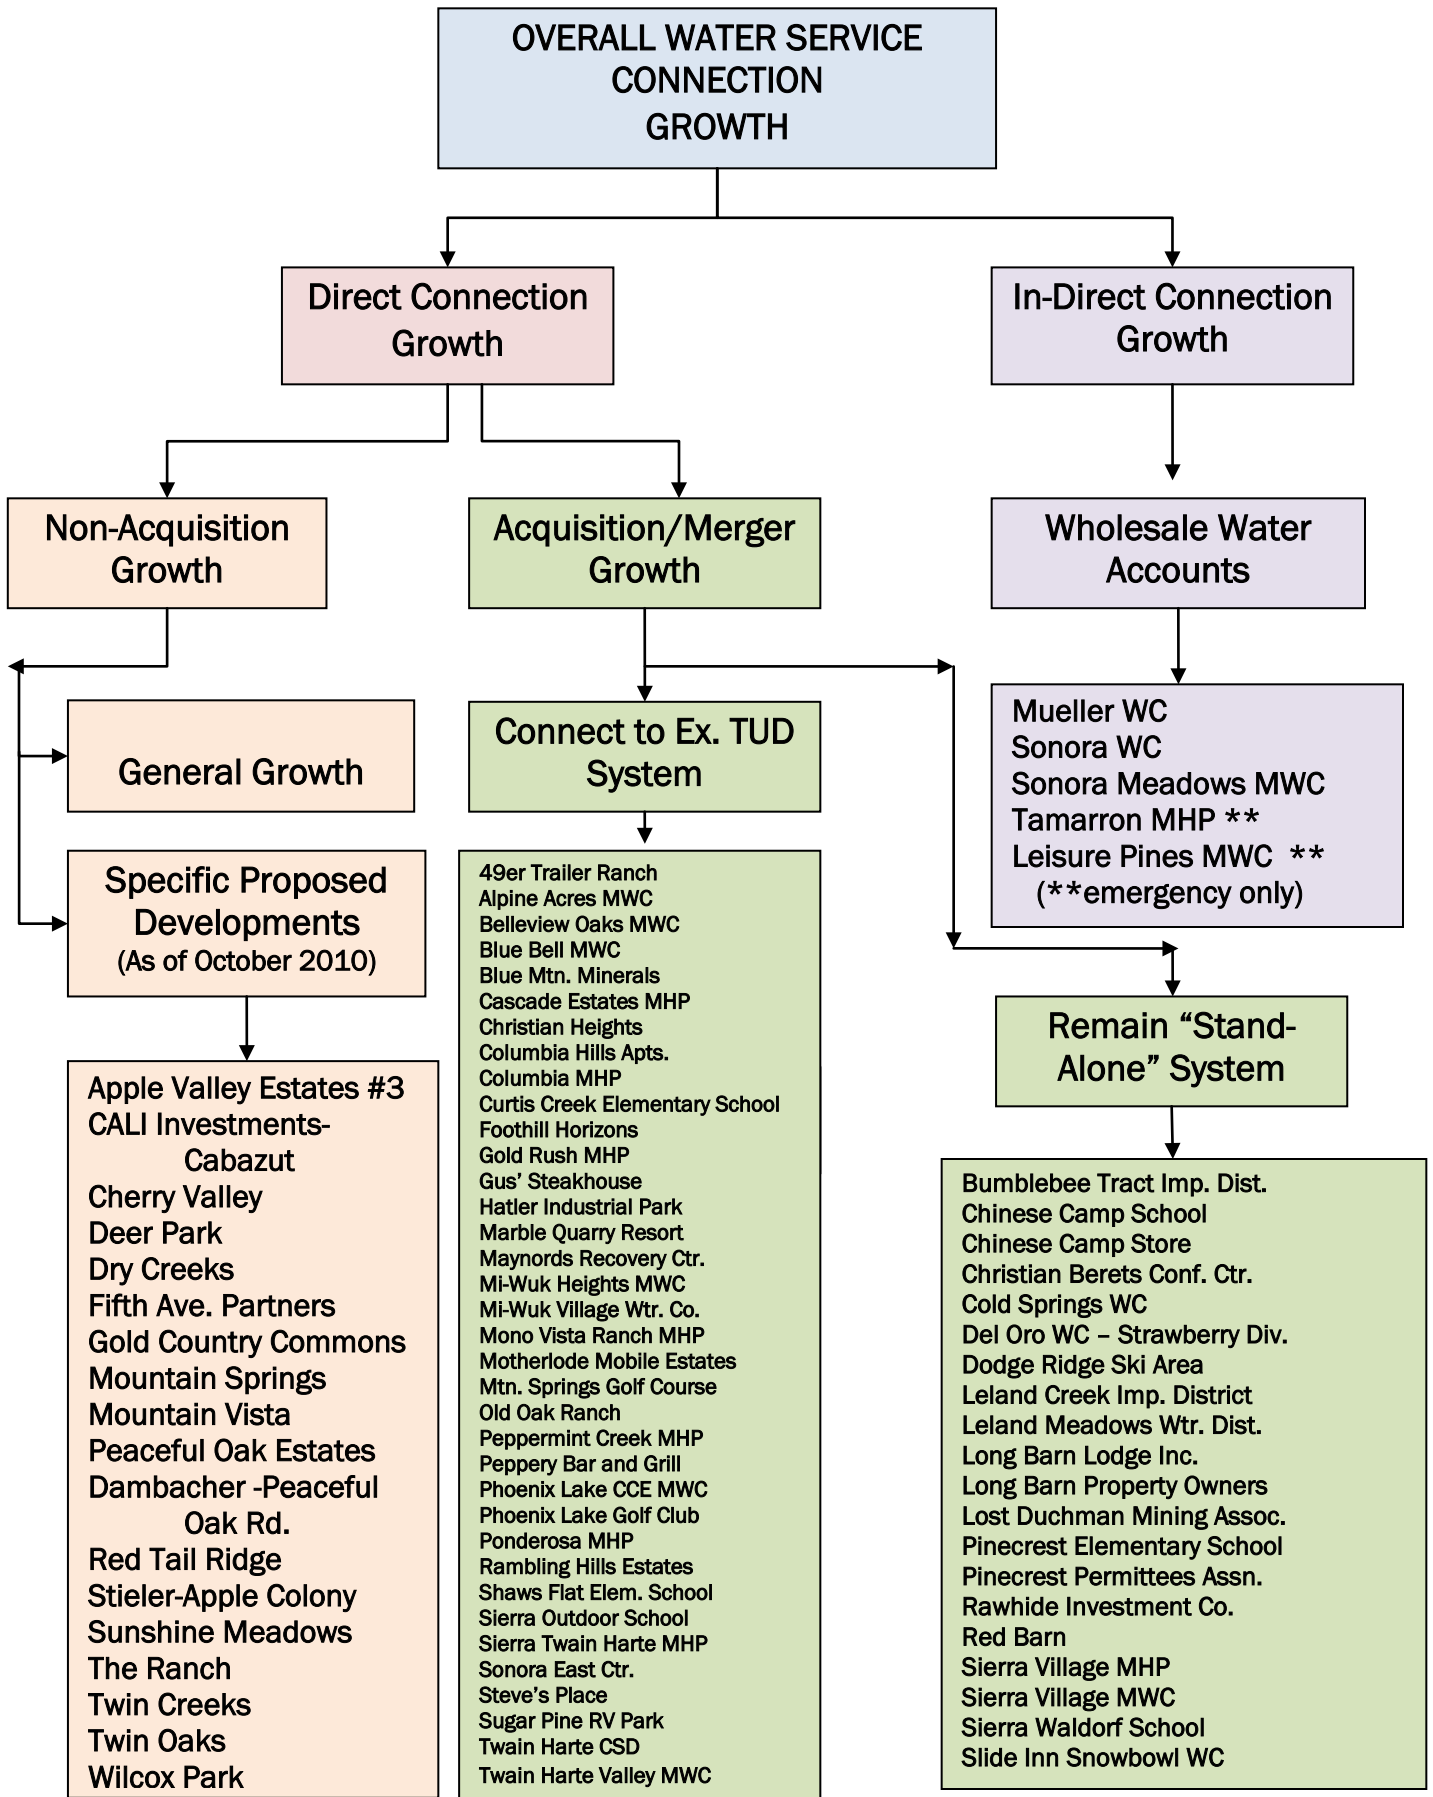 OVERALL WATER SERVICE
CONNECTION
GROWTH
Direct Connection
Growth
In-Direct Connection
Growth
Non-Acquisition
Growth
Acquisition/Merger
Growth
Wholesale Water
Accounts
General Growth
Connect to Ex. TUD
System
Mueller WC
Sonora WC
Sonora Meadows MWC
Tamarron MHP **
Leisure Pines MWC **
(**emergency only)
Specific Proposed
Developments
(As of October 2010)
Apple Valley Estates #3
CALI Investments-
Cabazut
Cherry Valley
Deer Park
Dry Creeks
Fifth Ave. Partners
Gold Country Commons
Mountain Springs
Mountain Vista
Peaceful Oak Estates
Dambacher -Peaceful
Oak Rd.
Red Tail Ridge
Stieler-Apple Colony
Sunshine Meadows
The Ranch
Twin Creeks
Twin Oaks
Wilcox Park
49er Trailer Ranch
Alpine Acres MWC
Belleview Oaks MWC
Blue Bell MWC
Blue Mtn. Minerals
Cascade Estates MHP
Christian Heights
Columbia Hills Apts.
Columbia MHP
Curtis Creek Elementary School
Foothill Horizons
Gold Rush MHP
Gus’ Steakhouse
Hatler Industrial Park
Marble Quarry Resort
Maynords Recovery Ctr.
Mi-Wuk Heights MWC
Mi-Wuk Village Wtr. Co.
Mono Vista Ranch MHP
Motherlode Mobile Estates
Mtn. Springs Golf Course
Old Oak Ranch
Peppermint Creek MHP
Peppery Bar and Grill
Phoenix Lake CCE MWC
Phoenix Lake Golf Club
Ponderosa MHP
Rambling Hills Estates
Shaws Flat Elem. School
Sierra Outdoor School
Sierra Twain Harte MHP
Sonora East Ctr.
Steve’s Place
Sugar Pine RV Park
Twain Harte CSD
Twain Harte Valley MWC
Remain “Stand-
Alone” System
Bumblebee Tract Imp. Dist.
Chinese Camp School
Chinese Camp Store
Christian Berets Conf. Ctr.
Cold Springs WC
Del Oro WC – Strawberry Div.
Dodge Ridge Ski Area
Leland Creek Imp. District
Leland Meadows Wtr. Dist.
Long Barn Lodge Inc.
Long Barn Property Owners
Lost Duchman Mining Assoc.
Pinecrest Elementary School
Pinecrest Permittees Assn.
Rawhide Investment Co.
Red Barn
Sierra Village MHP
Sierra Village MWC
Sierra Waldorf School
Slide Inn Snowbowl WC